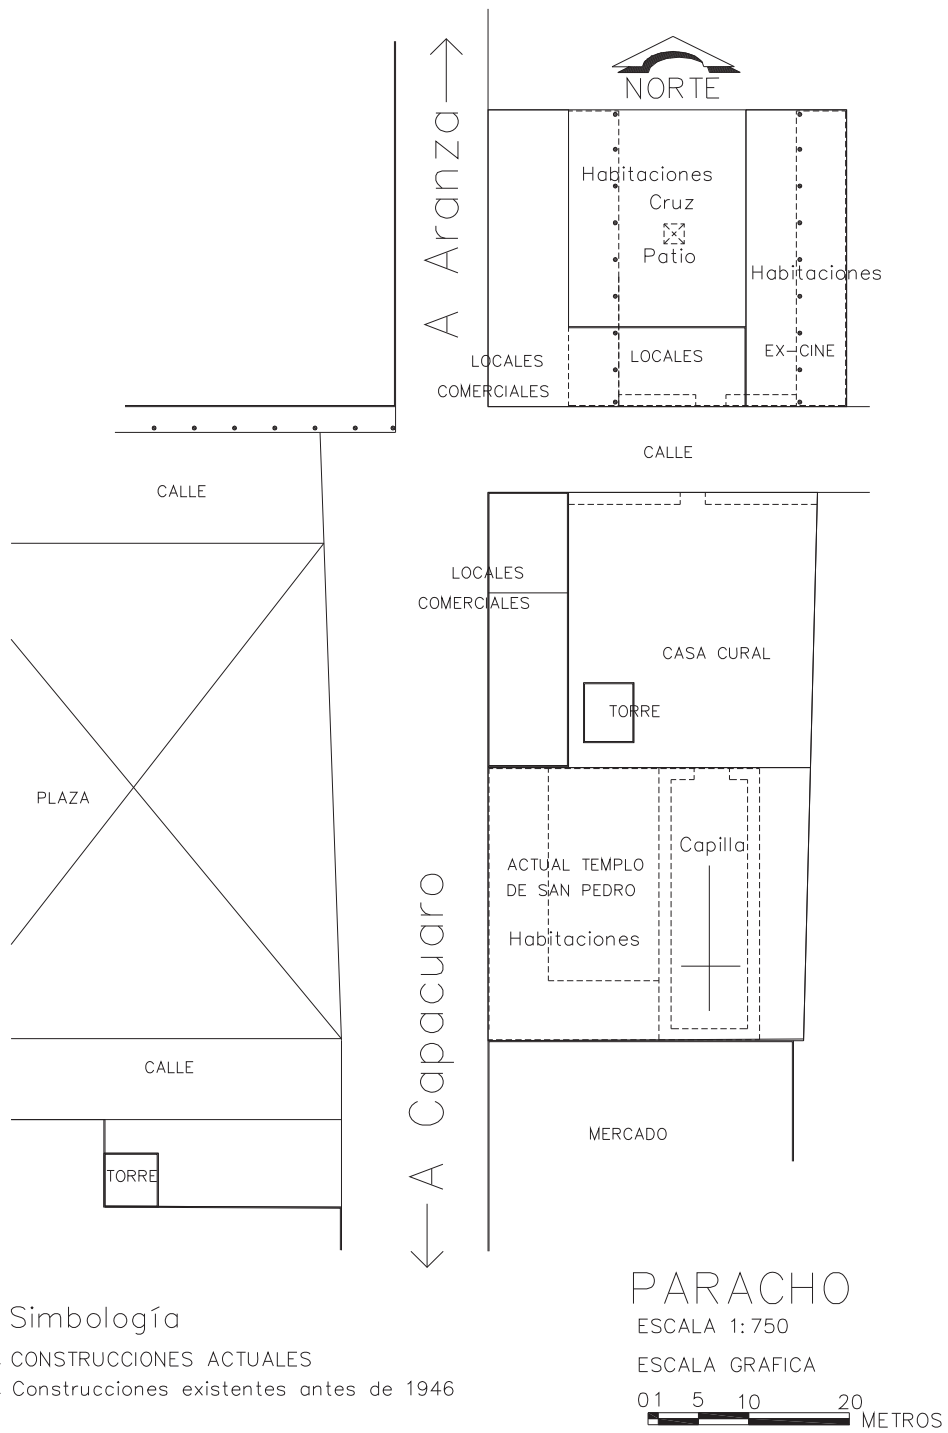 NORTE
A Aranza
Habitaciones
Cruz
Patio
Habitaciones
LOCALES
COMERCIALES
LOCALES
EX-CINE
CALLE
CALLE
LOCALES
COMERCIALES
CASA CURAL
TORRE
PLAZA
Capilla
ACTUAL TEMPLO
DE SAN PEDRO
Habitaciones
A Capacuaro
CALLE
MERCADO
TORRE
PARACHO
ESCALA 1:750
ESCALA GRAFICA
0 1 5 10 20
METROS
Simbología
CONSTRUCCIONES ACTUALES
Construcciones existentes antes de 1946